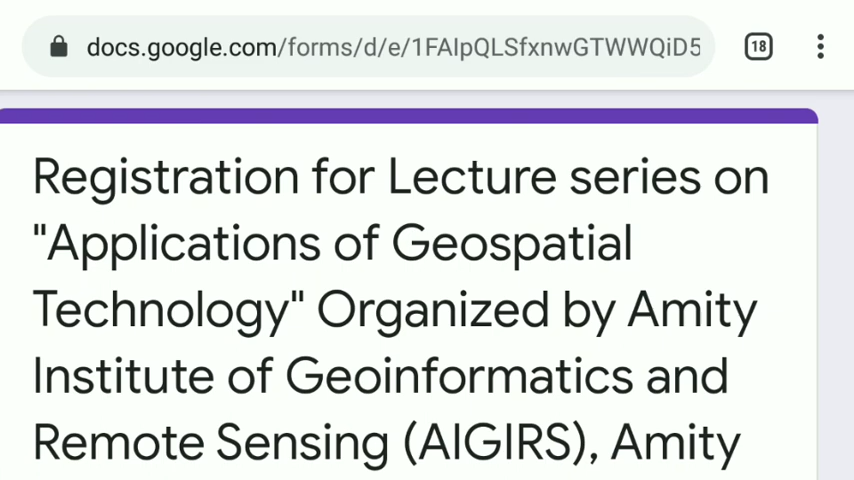 docs.google.com/forms/d/e/1FAIpQLSfxnwGTWWQiD5
18
Registration for Lecture series on
"Applications of Geospatial
Technology" Organized by Amity
Institute of Geoinformatics and
Remote Sensing (AIGIRS), Amity